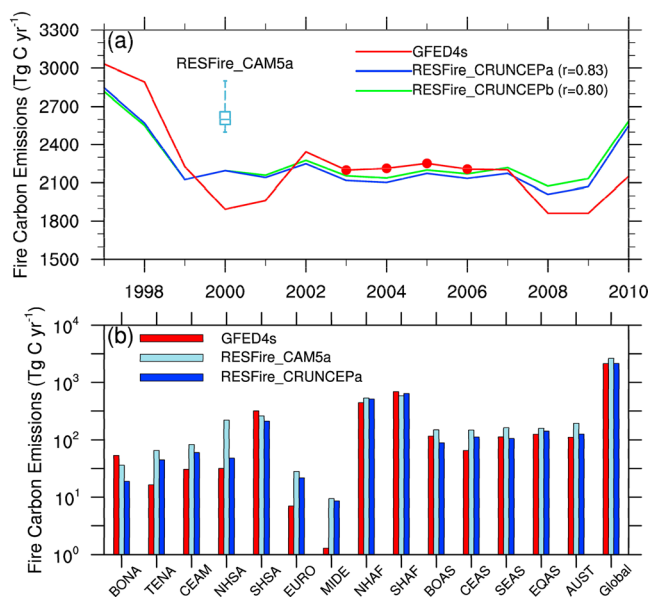 (a)
Fire Carbon Emissions (Tg C yr⁻¹)
3300
3000
2700
2400
2100
1800
1500
RESFire_CAM5a
GFED4s
RESFire_CRUNCEPa (r=0.83)
RESFire_CRUNCEPb (r=0.80)
1998 2000 2002 2004 2006 2008 2010
(b)
Fire Carbon Emissions (Tg C yr⁻¹)
10⁴
10³
10²
10¹
10⁰
GFED4s
RESFire_CAM5a
RESFire_CRUNCEPa
BONA TENA CEAM NHSA SHSA EURO MIDE NHAF SHAF BOAS CEAS SEAS EQAS AUST Global